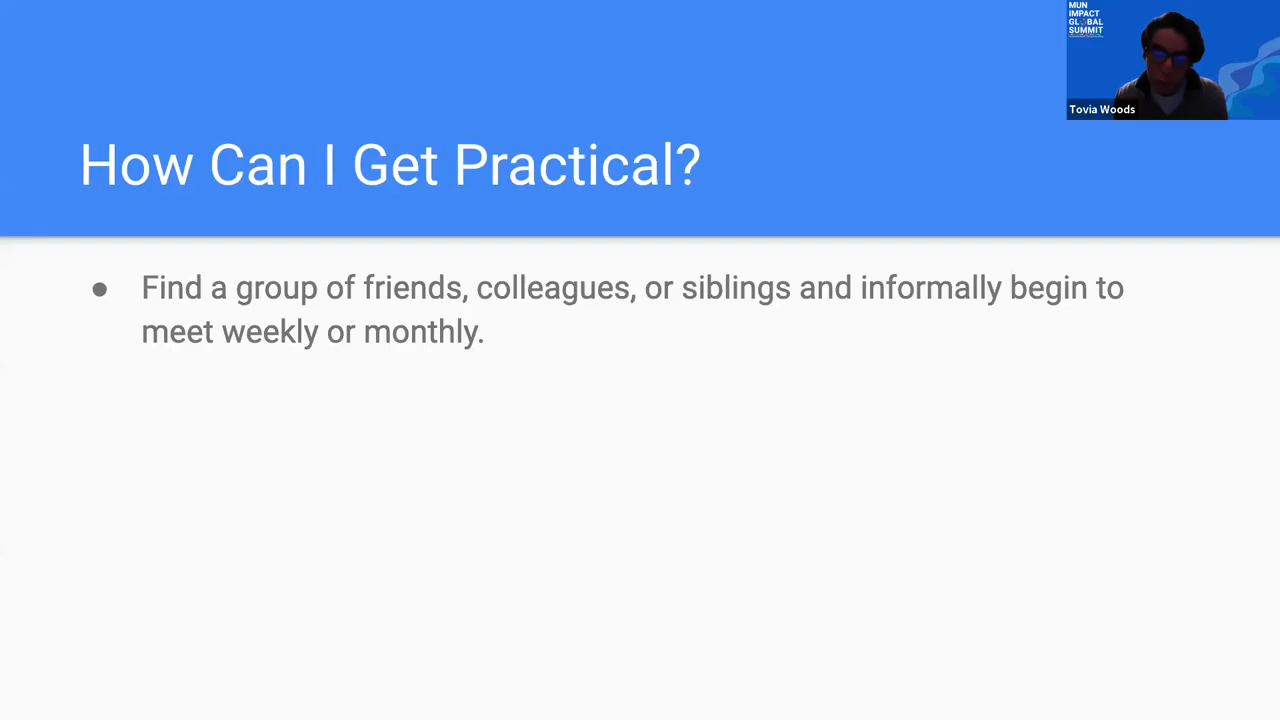 MUN
IMPACT
GLOBAL
SUMMIT
Tovia Woods
How Can I Get Practical?
● Find a group of friends, colleagues, or siblings and informally begin to
meet weekly or monthly.